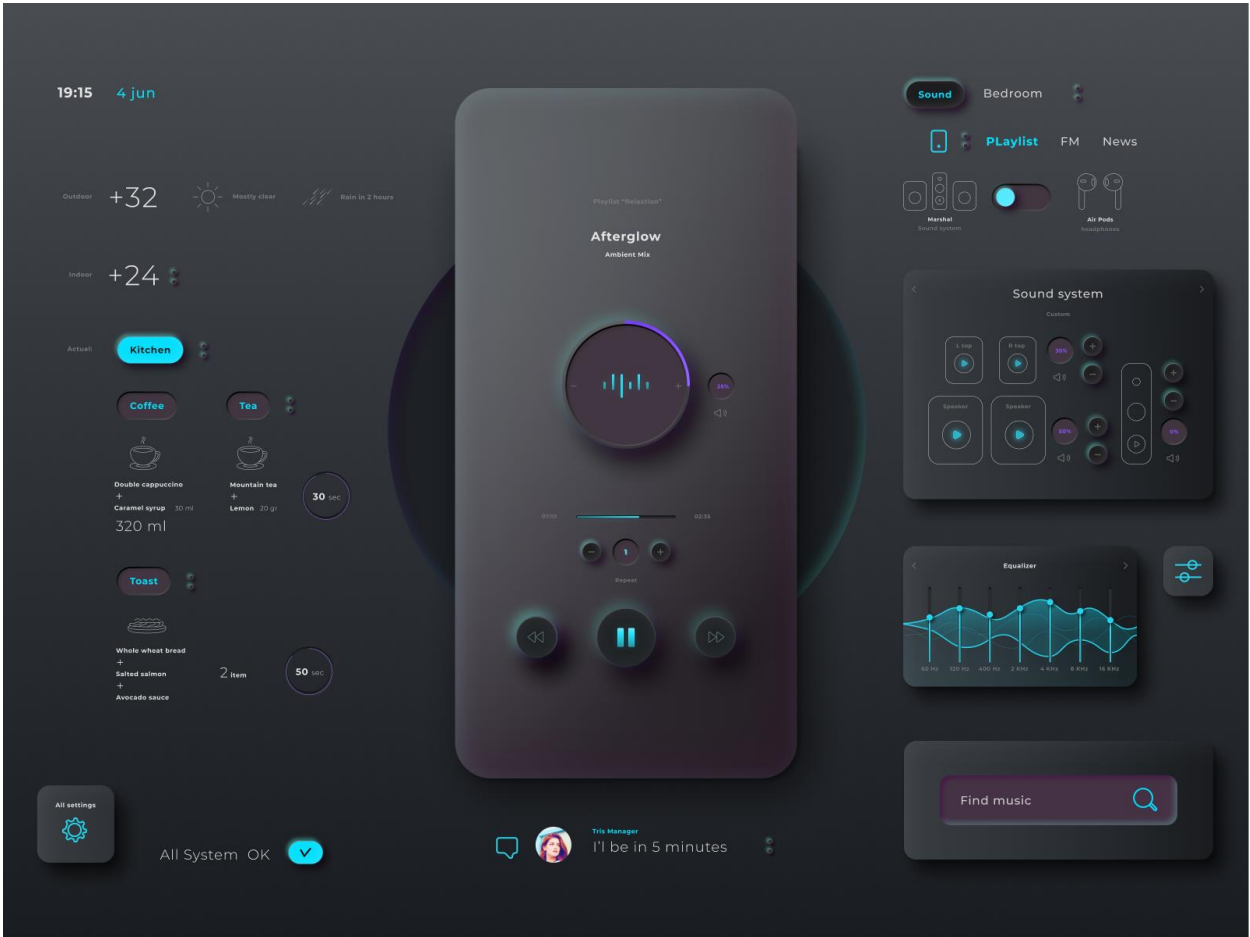 19:15 4 jun
Outdoor +32 Mostly clear Rain in 2 hours
Indoor +24
Actuall Kitchen
Coffee Tea
Double cappuccino
+
Caramel syrup 30 ml
320 ml
Mountain tea
+
Lemon 20 gr
30 sec
Toast
Whole wheat bread
+
Salted salmon
+
Avocado sauce
2 item
50 sec
All settings
All System OK
Playlist "Relaxtion"
Afterglow
Ambient Mix
- +
25%
02:35
- 1 +
Repeat
Tris Manager
I'l be in 5 minutes
Sound Bedroom
PLaylist FM News
Marshal
Sound system
Air Pods
headphones
< Sound system >
Custom
L top R top 30% + -
Speaker Speaker 60% + -
+ -
0%
< Equalizer >
60 Hz 120 Hz 400 Hz 2 KHz 4 KHz 8 KHz 16 KHz
Find music